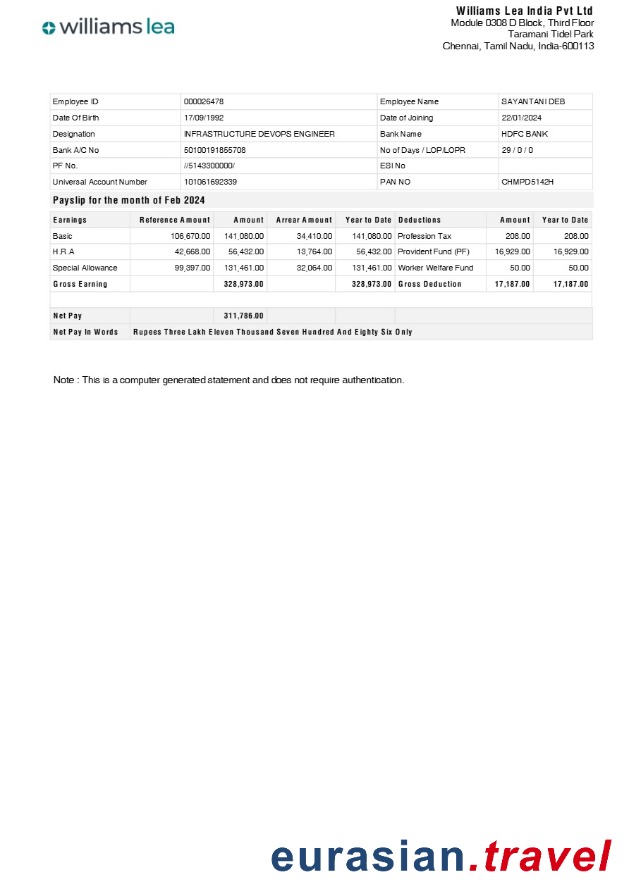 williams lea
Williams Lea India Pvt Ltd
Module 0308 D Block, Third Floor
Taramani Tidel Park
Chennai, Tamil Nadu, India-600113
Employee ID 000026478 Employee Name SAYANTANI DEB
Date Of Birth 17/09/1992 Date of Joining 22/01/2024
Designation INFRASTRUCTURE DEVOPS ENGINEER Bank Name HDFC BANK
Bank A/C No 50100191855708 No of Days / LOP/LOPR 29 / 0 / 0
PF No. //5143300000/ ESI No
Universal Account Number 101061692339 PAN NO CHMPD5142H
Payslip for the month of Feb 2024
Earnings Reference Amount Amount Arrear Amount Year to Date Deductions Amount Year to Date
Basic 106,670.00 141,080.00 34,410.00 141,080.00 Profession Tax 208.00 208.00
H.R.A 42,668.00 56,432.00 13,764.00 56,432.00 Provident Fund (PF) 16,929.00 16,929.00
Special Allowance 99,397.00 131,461.00 32,064.00 131,461.00 Worker Welfare Fund 50.00 50.00
Gross Earning 328,973.00 328,973.00 Gross Deduction 17,187.00 17,187.00
Net Pay 311,786.00
Net Pay In Words Rupees Three Lakh Eleven Thousand Seven Hundred And Eighty Six Only
Note : This is a computer generated statement and does not require authentication.
eurasian.travel